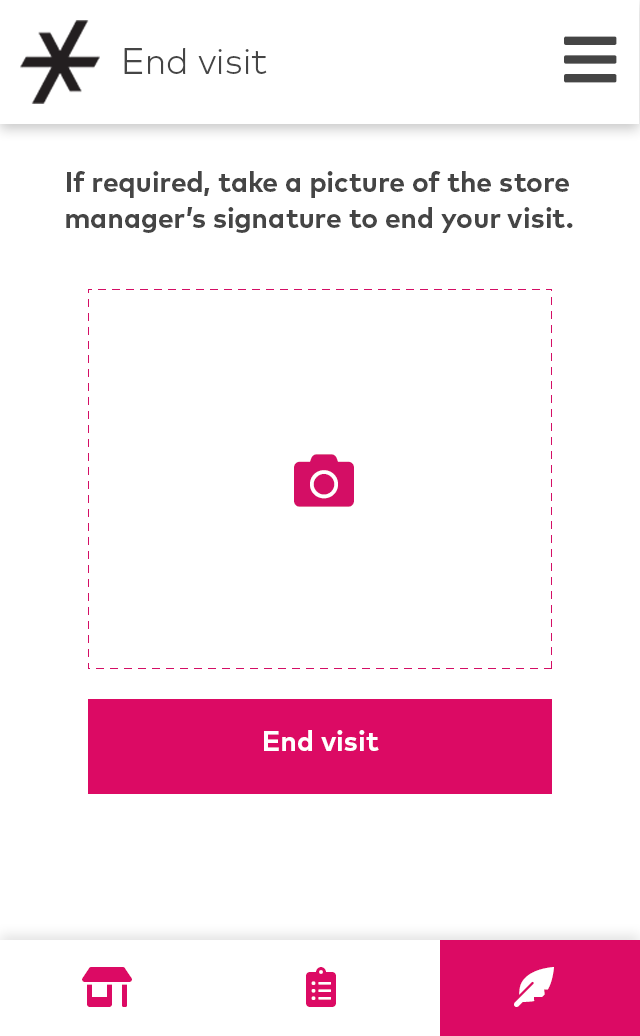 End visit
If required, take a picture of the store
manager’s signature to end your visit.
End visit